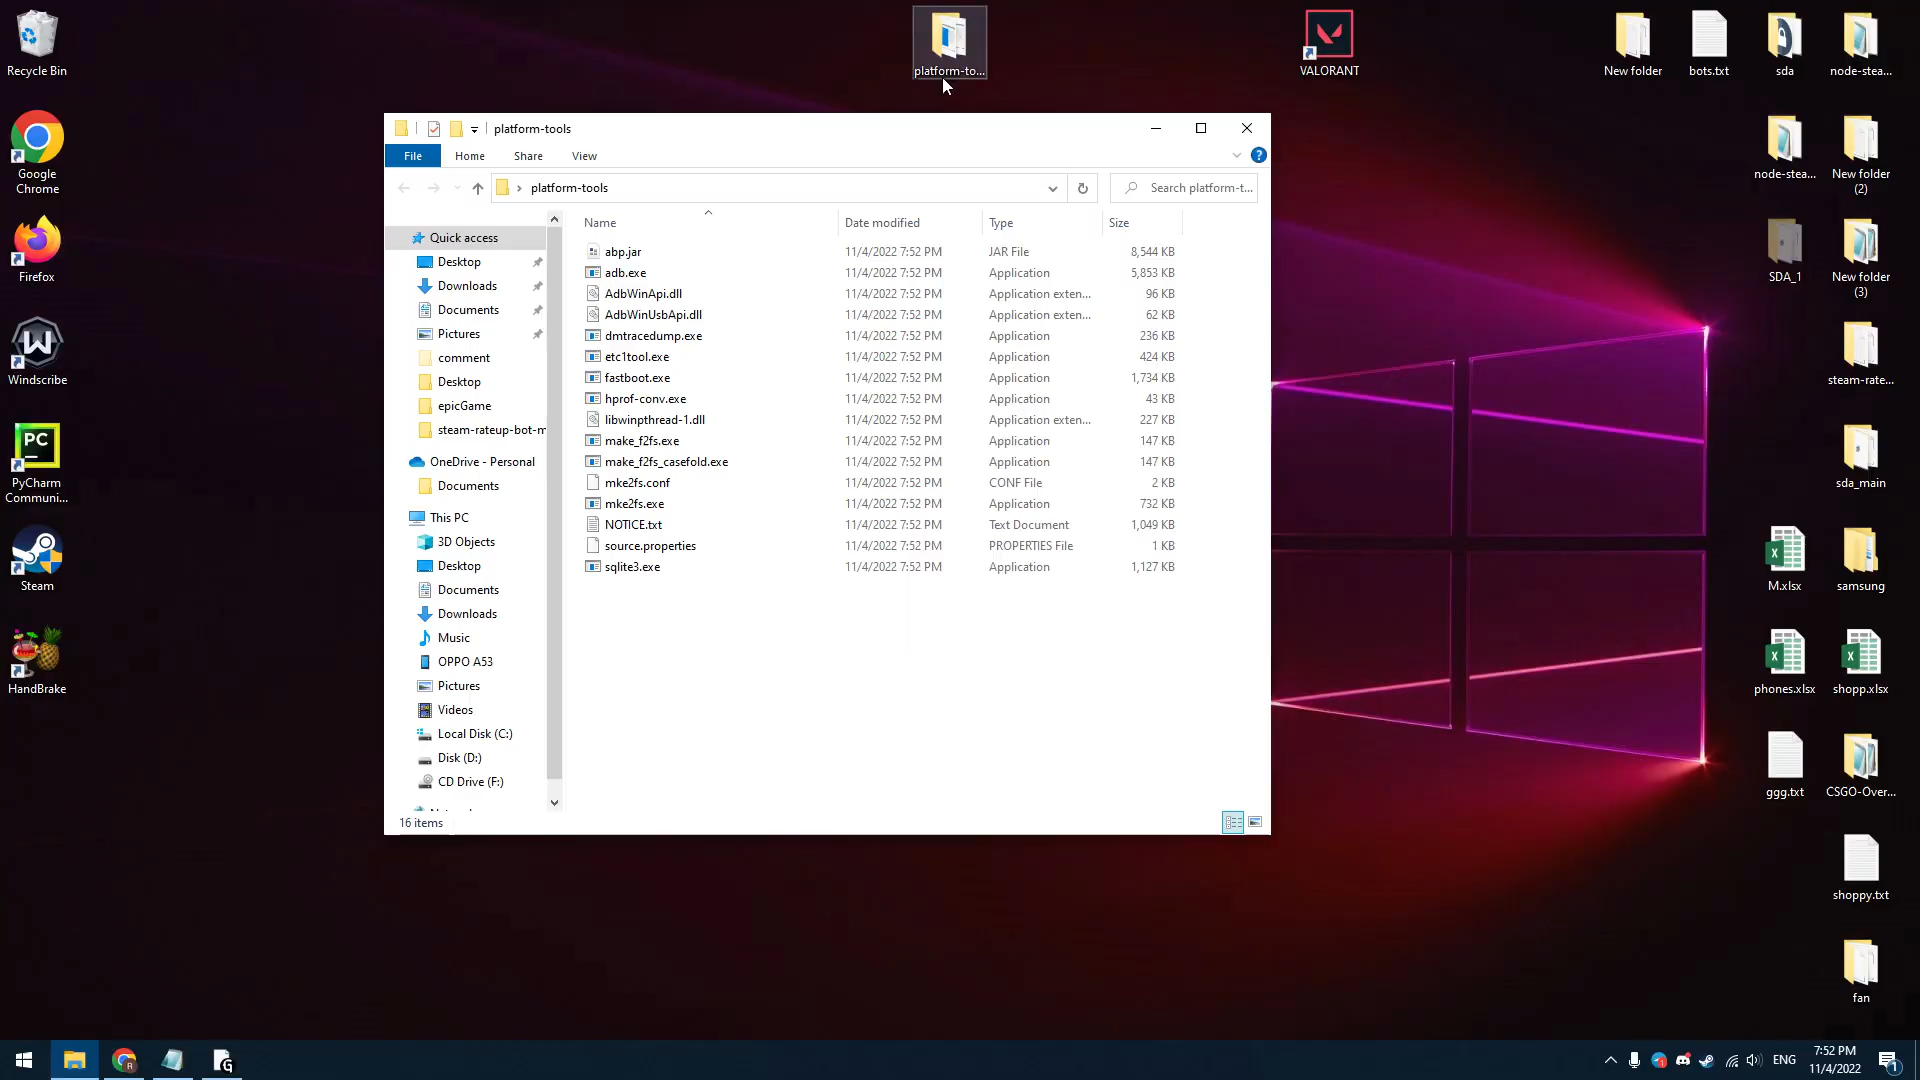 Recycle Bin
Google
Chrome
Firefox
Windscribe
PC
PyCharm
Communi...
Steam
HandBrake
platform-to...
VALORANT
New folder
bots.txt
sda
node-stea...
node-stea...
New folder
(2)
SDA_1
New folder
(3)
steam-rate...
sda_main
M.xlsx
samsung
phones.xlsx
shopp.xlsx
ggg.txt
CSGO-Over...
shoppy.txt
fan
platform-tools
File
Home
Share
View
platform-tools
Search platform-t...
Quick access
Desktop
Downloads
Documents
Pictures
comment
Desktop
epicGame
steam-rateup-bot-m
OneDrive - Personal
Documents
This PC
3D Objects
Desktop
Documents
Downloads
Music
OPPO A53
Pictures
Videos
Local Disk (C:)
Disk (D:)
CD Drive (F:)
Name Date modified Type Size
abp.jar 11/4/2022 7:52 PM JAR File 8,544 KB
adb.exe 11/4/2022 7:52 PM Application 5,853 KB
AdbWinApi.dll 11/4/2022 7:52 PM Application exten... 96 KB
AdbWinUsbApi.dll 11/4/2022 7:52 PM Application exten... 62 KB
dmtracedump.exe 11/4/2022 7:52 PM Application 236 KB
etc1tool.exe 11/4/2022 7:52 PM Application 424 KB
fastboot.exe 11/4/2022 7:52 PM Application 1,734 KB
hprof-conv.exe 11/4/2022 7:52 PM Application 43 KB
libwinpthread-1.dll 11/4/2022 7:52 PM Application exten... 227 KB
make_f2fs.exe 11/4/2022 7:52 PM Application 147 KB
make_f2fs_casefold.exe 11/4/2022 7:52 PM Application 147 KB
mke2fs.conf 11/4/2022 7:52 PM CONF File 2 KB
mke2fs.exe 11/4/2022 7:52 PM Application 732 KB
NOTICE.txt 11/4/2022 7:52 PM Text Document 1,049 KB
source.properties 11/4/2022 7:52 PM PROPERTIES File 1 KB
sqlite3.exe 11/4/2022 7:52 PM Application 1,127 KB
16 items
ENG
7:52 PM
11/4/2022
1